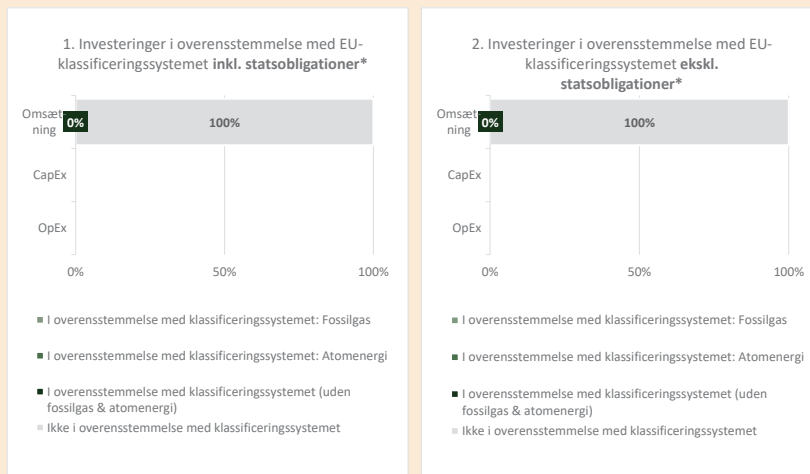 1. Investeringer i overensstemmelse med EU-
klassificeringssystemet inkl. statsobligationer*
Omsæt-
ning
0%
100%
CapEx
OpEx
0%
50%
100%
I overensstemmelse med klassificeringssystemet: Fossilgas
I overensstemmelse med klassificeringssystemet: Atomenergi
I overensstemmelse med klassificeringssystemet (uden
fossilgas & atomenergi)
Ikke i overensstemmelse med klassificeringssystemet
2. Investeringer i overensstemmelse med EU-
klassificeringssystemet ekskl.
statsobligationer*
Omsæt-
ning
0%
100%
CapEx
OpEx
0%
50%
100%
I overensstemmelse med klassificeringssystemet: Fossilgas
I overensstemmelse med klassificeringssystemet: Atomenergi
I overensstemmelse med klassificeringssystemet (uden
fossilgas & atomenergi)
Ikke i overensstemmelse med klassificeringssystemet